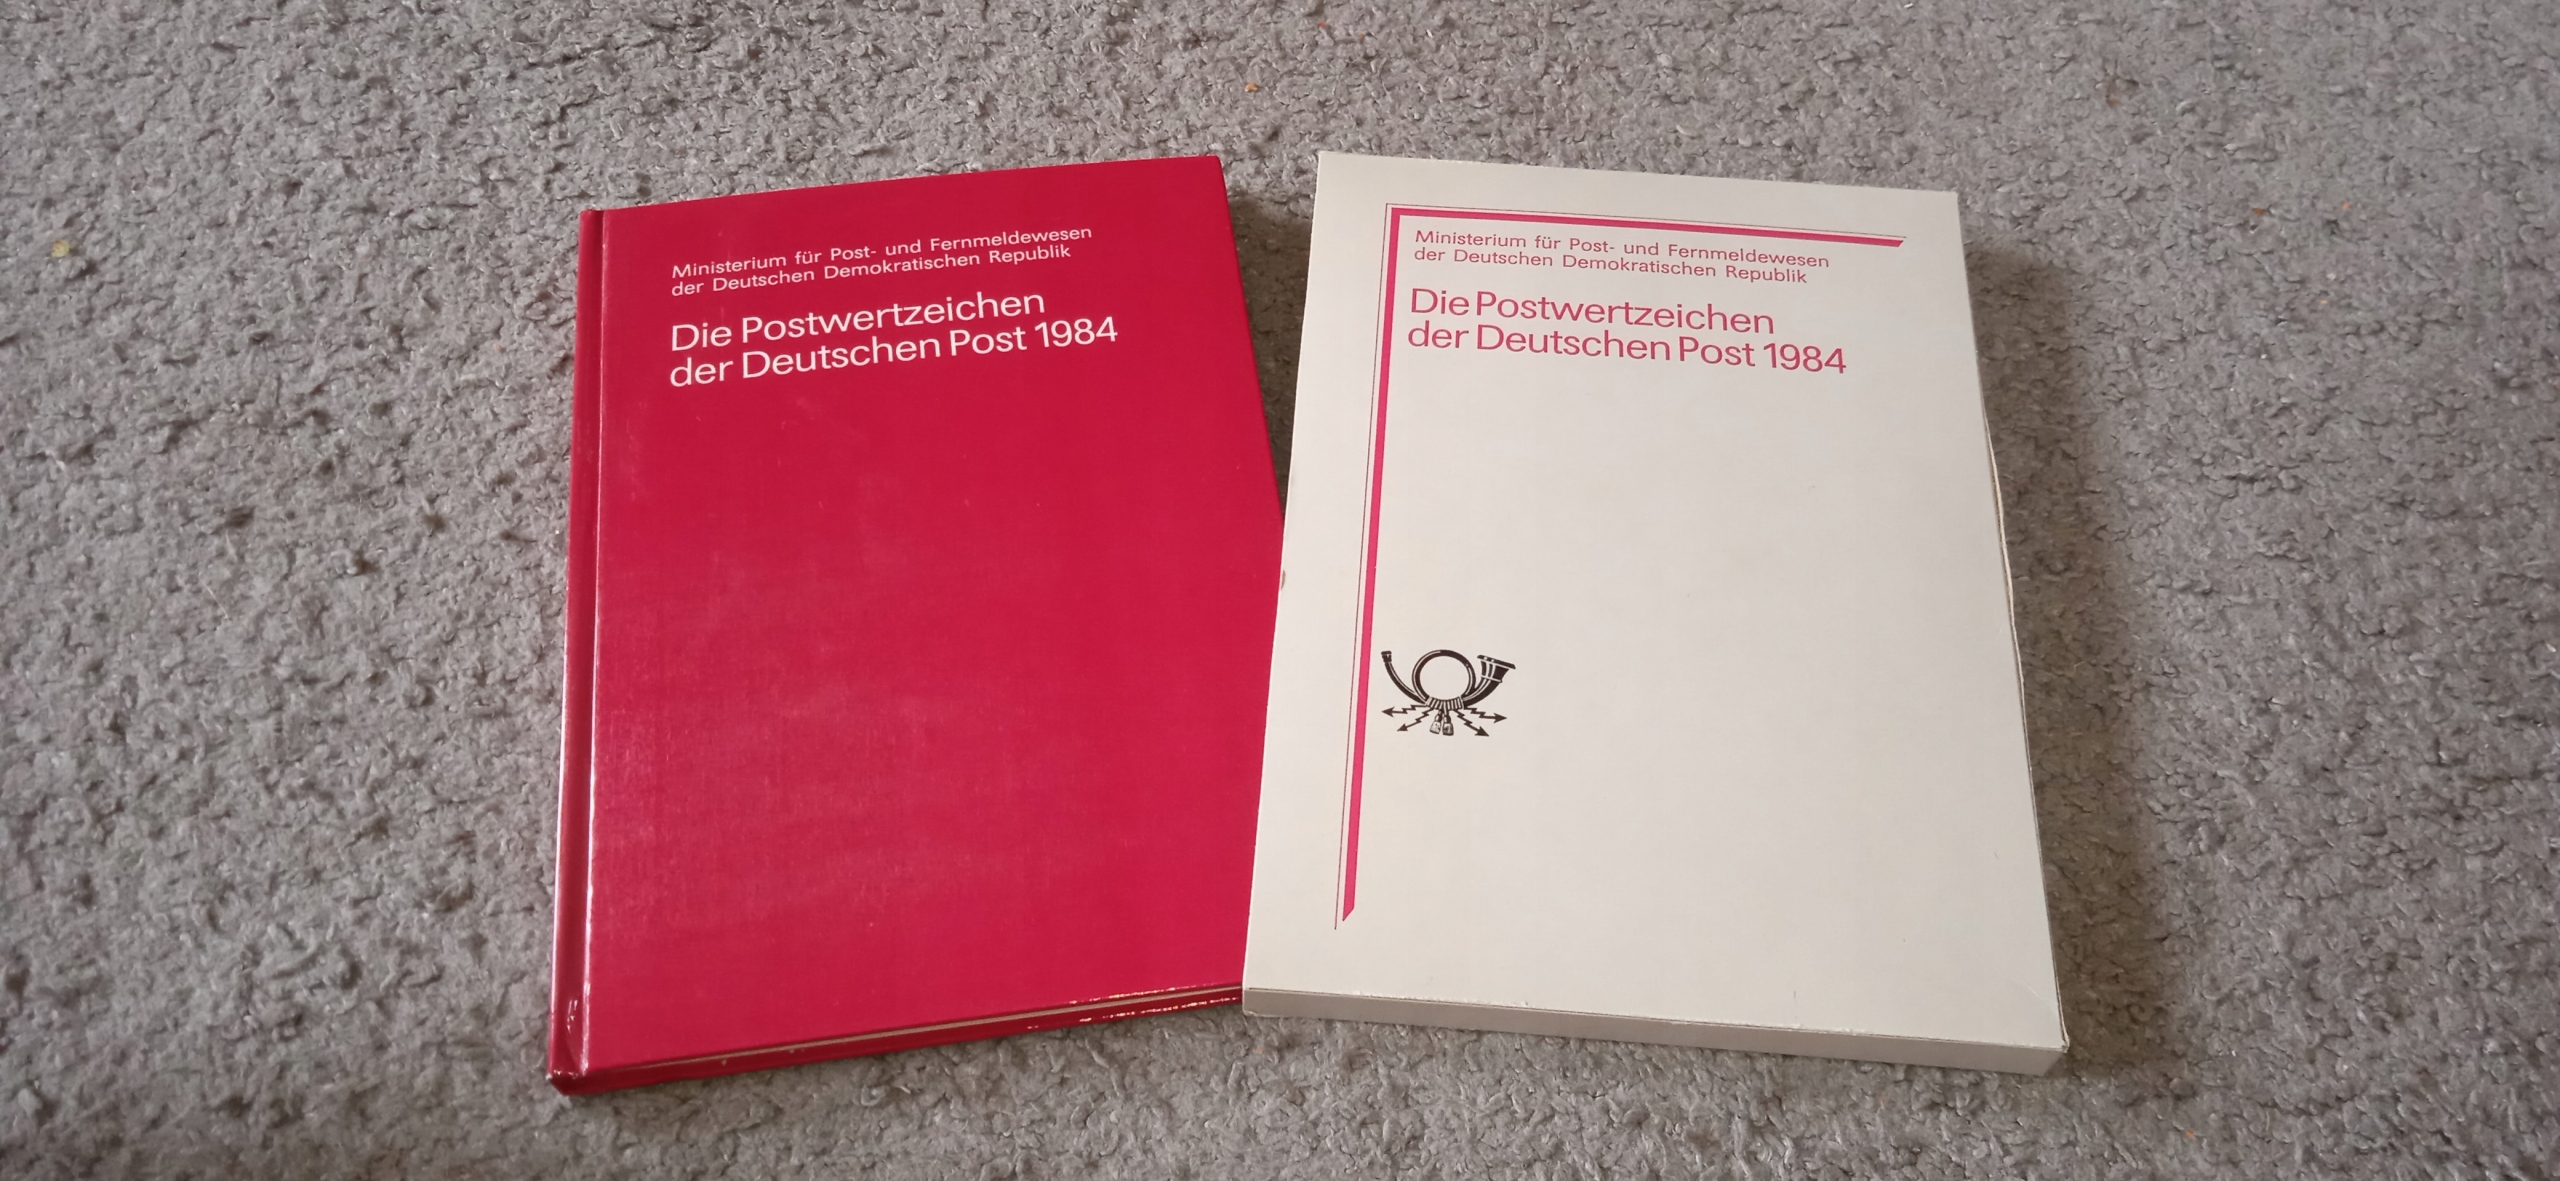 Ministerium für Post- und Fernmeldewesen
der Deutschen Demokratischen Republik
Die Postwertzeichen
der Deutschen Post 1984
Ministerium für Post- und Fernmeldewesen
der Deutschen Demokratischen Republik
Die Postwertzeichen
der Deutschen Post 1984